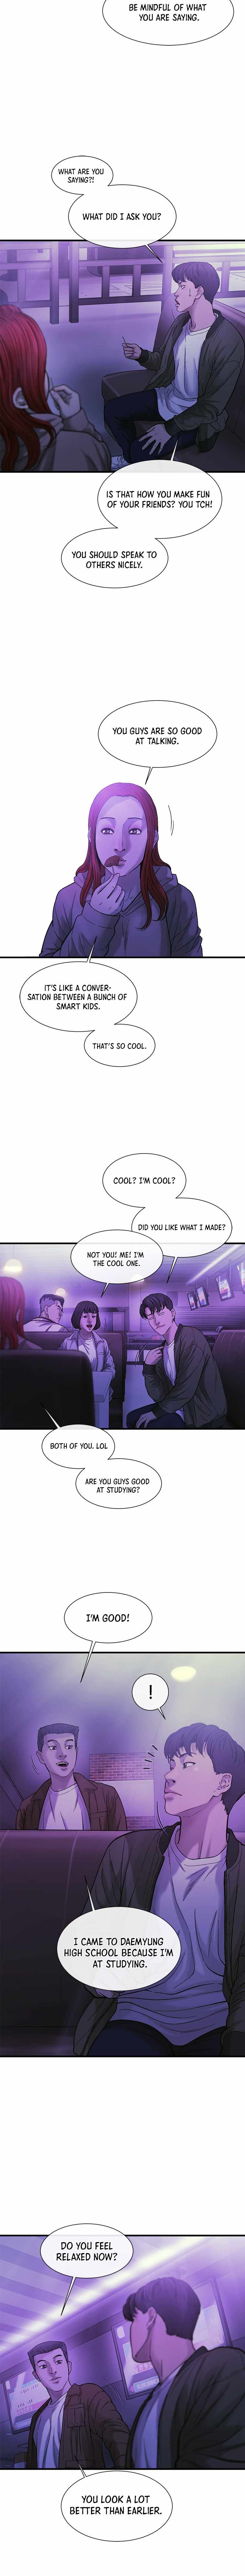 BE MINDFUL OF WHAT
YOU ARE SAYING.
WHAT ARE YOU
SAYING?!
WHAT DID I ASK YOU?
IS THAT HOW YOU MAKE FUN
OF YOUR FRIENDS? YOU TCH!
YOU SHOULD SPEAK TO
OTHERS NICELY.
YOU GUYS ARE SO GOOD
AT TALKING.
IT'S LIKE A CONVER-
SATION BETWEEN A BUNCH OF
SMART KIDS.
THAT'S SO COOL.
COOL? I'M COOL?
DID YOU LIKE WHAT I MADE?
NOT YOU! ME! I'M
THE COOL ONE.
BOTH OF YOU. LOL
ARE YOU GUYS GOOD
AT STUDYING?
I'M GOOD!
!
I CAME TO DAEMYUNG
HIGH SCHOOL BECAUSE I'M
AT STUDYING.
DO YOU FEEL
RELAXED NOW?
YOU LOOK A LOT
BETTER THAN EARLIER.